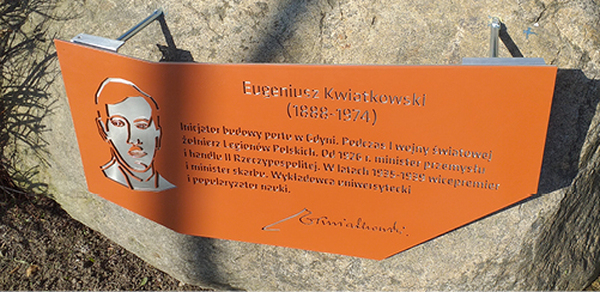 Eugeniusz Kwiatkowski
(1888-1974)
Inicjator budowy portu w Gdyni. Podczas I wojny światowej
żołnierz Legionów Polskich. Od 1926 r. minister przemysłu
i handlu II Rzeczypospolitej. W latach 1935-1939 wicepremier
i minister skarbu. Wykładowca uniwersytecki
i popularyzator nauki.
EKwiatkowski.